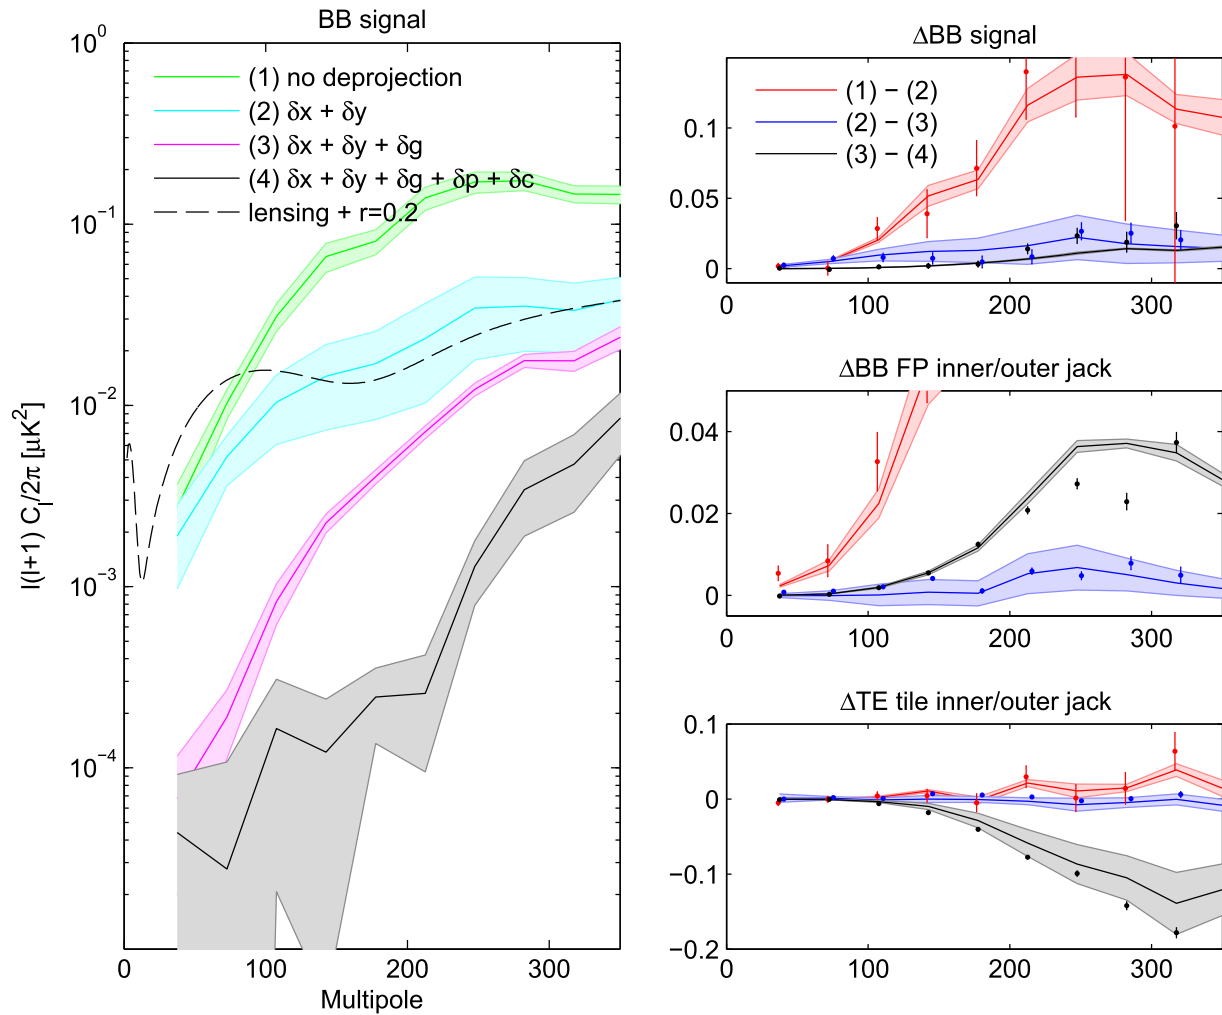 BB signal
10⁰
10⁻¹
10⁻²
10⁻³
10⁻⁴
l(l+1) C_l/2π [μK²]
(1) no deprojection
(2) δx + δy
(3) δx + δy + δg
(4) δx + δy + δg + δp + δc
lensing + r=0.2
0 100 200 300
Multipole
ΔBB signal
(1) − (2)
(2) − (3)
(3) − (4)
0.1
0.05
0
0 100 200 300
ΔBB FP inner/outer jack
0.04
0.02
0
0 100 200 300
ΔTE tile inner/outer jack
0.1
0
−0.1
−0.2
0 100 200 300